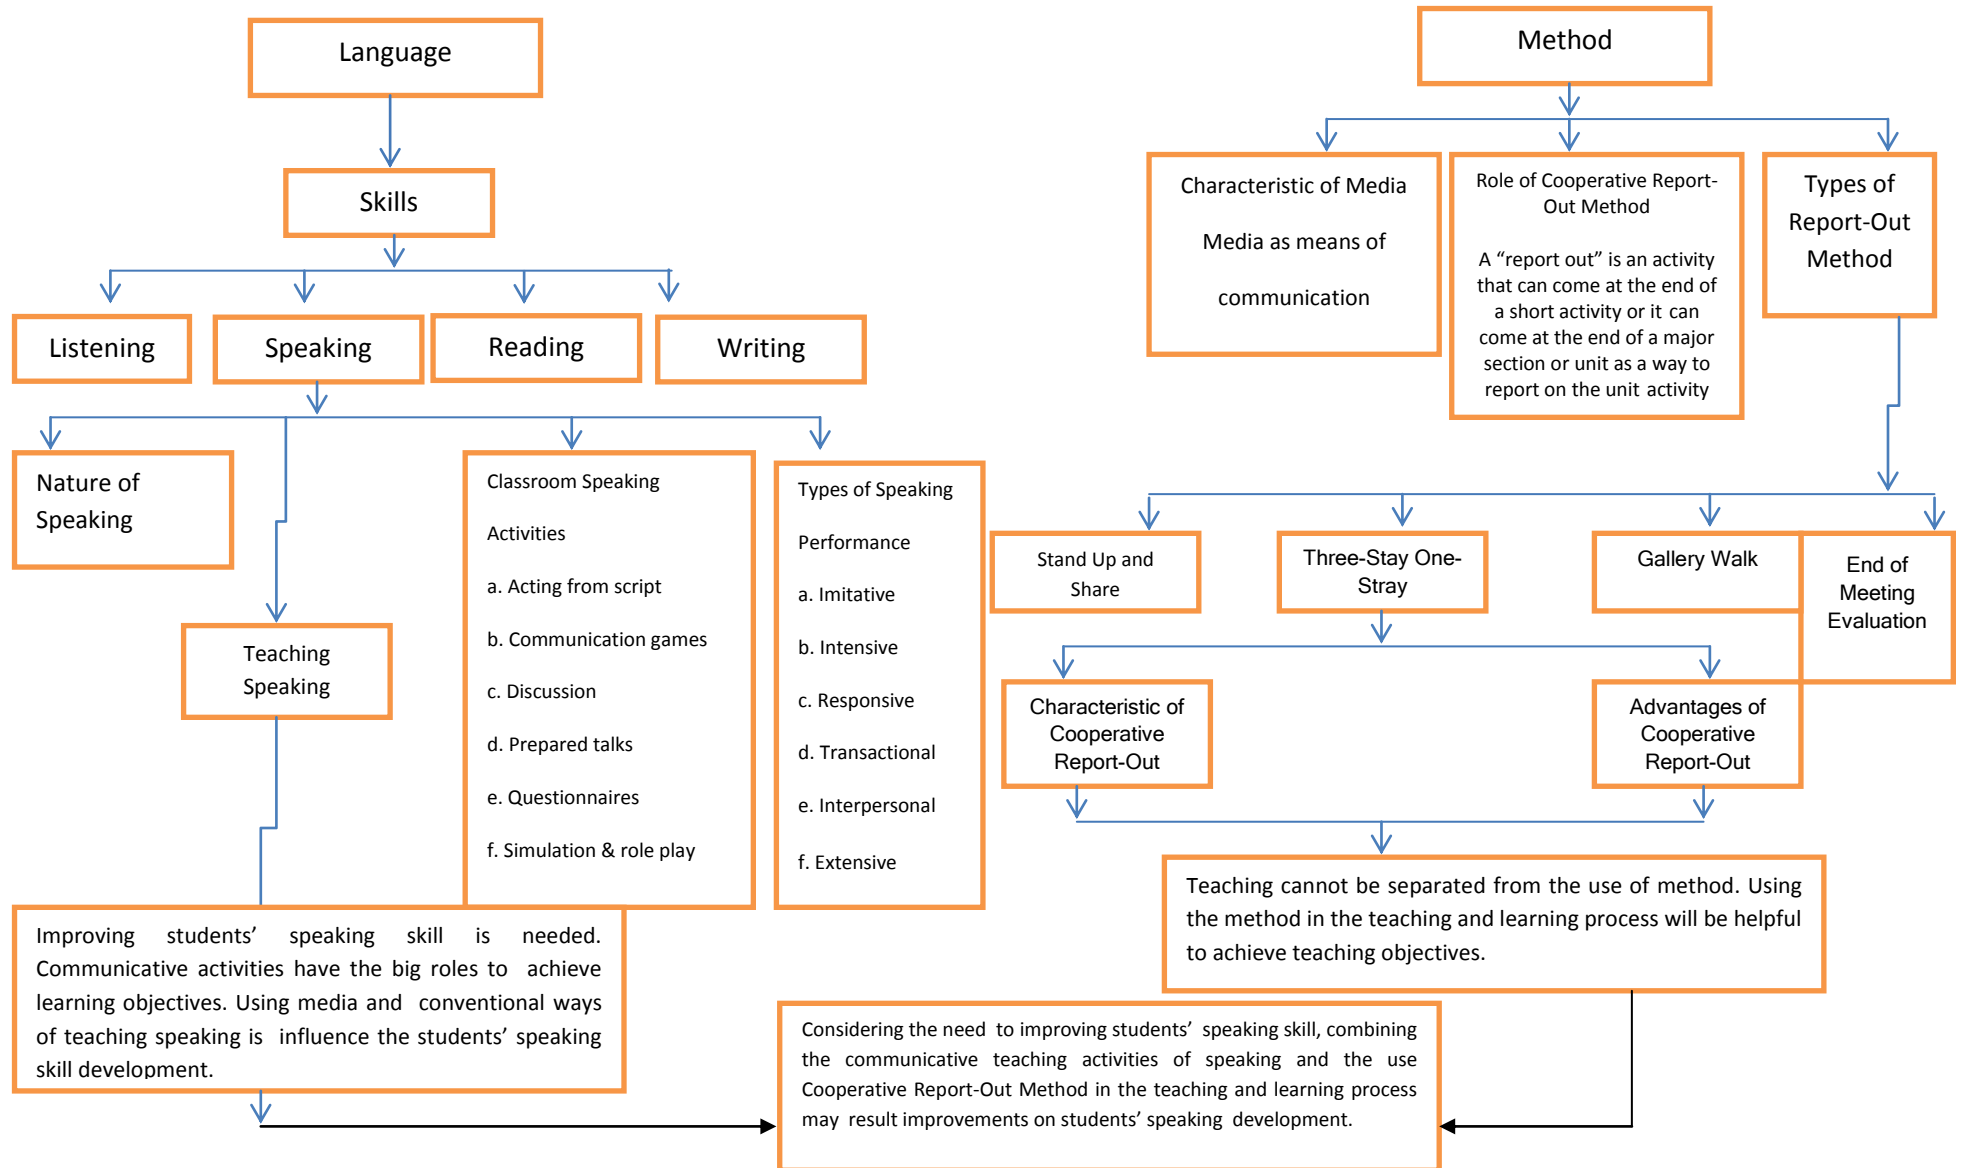 Language
Skills
Listening
Speaking
Reading
Writing
Nature of
Speaking
Teaching
Speaking
Classroom Speaking
Activities
a. Acting from script
b. Communication games
c. Discussion
d. Prepared talks
e. Questionnaires
f. Simulation & role play
Types of Speaking
Performance
a. Imitative
b. Intensive
c. Responsive
d. Transactional
e. Interpersonal
f. Extensive
Improving students’ speaking skill is needed.
Communicative activities have the big roles to achieve
learning objectives. Using media and conventional ways
of teaching speaking is influence the students’ speaking
skill development.
Method
Characteristic of Media
Media as means of
communication
Role of Cooperative Report-
Out Method
A “report out” is an activity
that can come at the end of
a short activity or it can
come at the end of a major
section or unit as a way to
report on the unit activity
Types of
Report-Out
Method
Stand Up and
Share
Three-Stay One-
Stray
Gallery Walk
End of
Meeting
Evaluation
Characteristic of
Cooperative
Report-Out
Advantages of
Cooperative
Report-Out
Teaching cannot be separated from the use of method. Using
the method in the teaching and learning process will be helpful
to achieve teaching objectives.
Considering the need to improving students’ speaking skill, combining
the communicative teaching activities of speaking and the use
Cooperative Report-Out Method in the teaching and learning process
may result improvements on students’ speaking development.